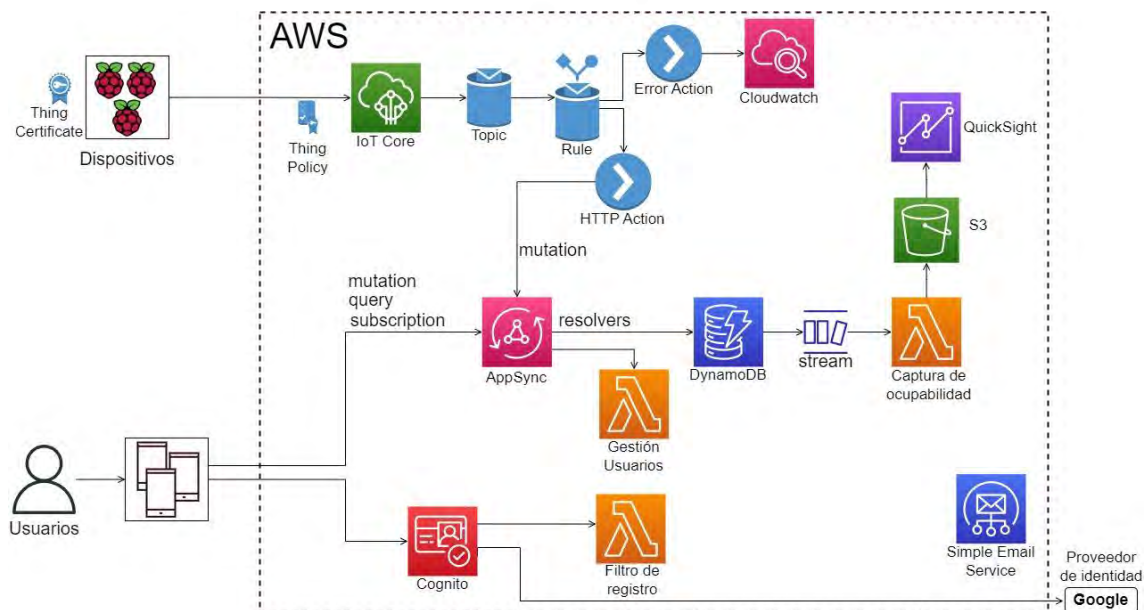 AWS
Thing
Certificate
Dispositivos
Thing
Policy
IoT Core
Topic
Rule
Error Action
Cloudwatch
HTTP Action
QuickSight
S3
mutation
mutation
query
subscription
AppSync
resolvers
DynamoDB
stream
Captura de
ocupabilidad
Gestión
Usuarios
Usuarios
Cognito
Filtro de
registro
Simple Email
Service
Proveedor
de identidad
Google